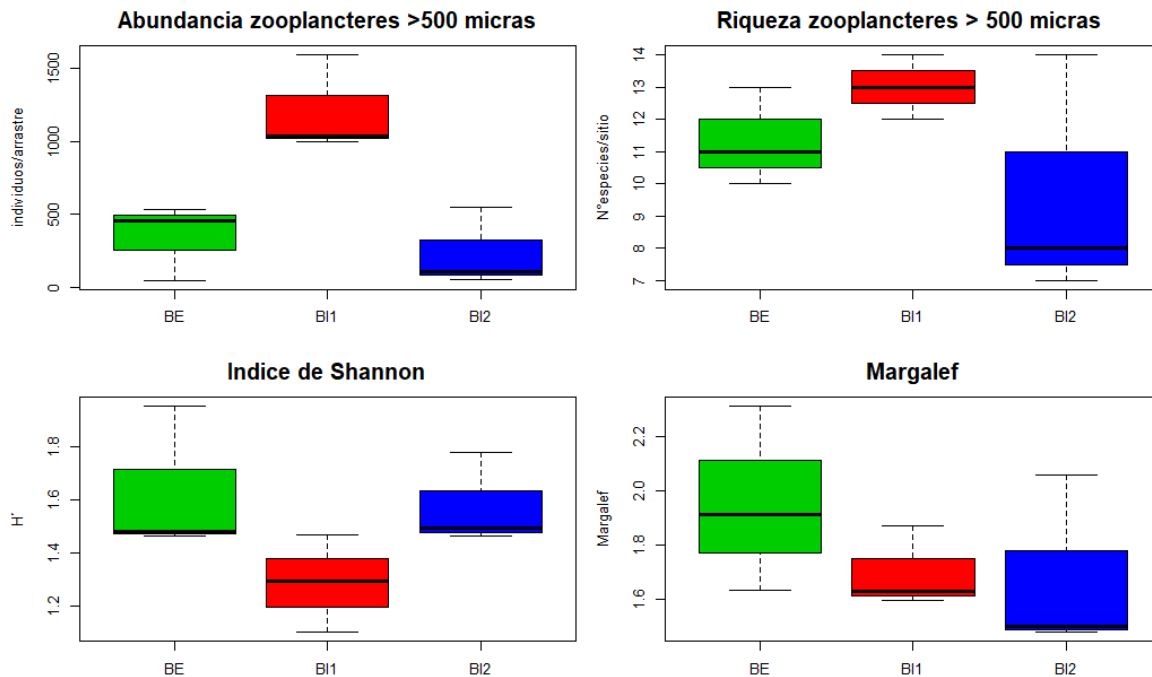 Abundancia zooplancteres >500 micras
individuos/arrastre
1500
1000
500
0
BE BI1 BI2
Riqueza zooplancteres > 500 micras
N°especies/sitio
14
13
12
11
10
9
8
7
BE BI1 BI2
Indice de Shannon
H´
1.8
1.6
1.4
1.2
BE BI1 BI2
Margalef
Margalef
2.2
2.0
1.8
1.6
BE BI1 BI2